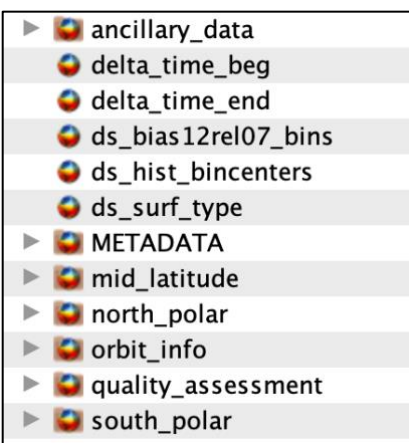 ancillary_data
delta_time_beg
delta_time_end
ds_bias12rel07_bins
ds_hist_bincenters
ds_surf_type
METADATA
mid_latitude
north_polar
orbit_info
quality_assessment
south_polar